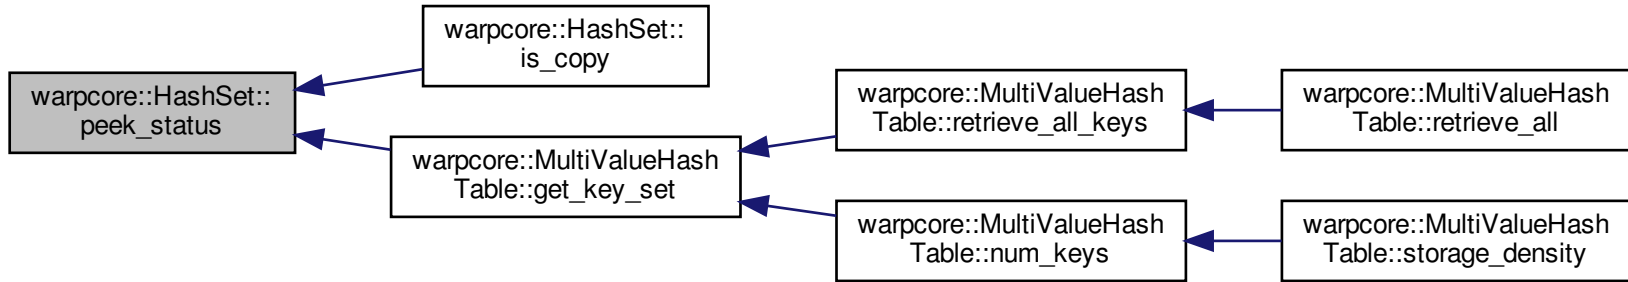 warpcore::HashSet::
peek_status
warpcore::HashSet::
is_copy
warpcore::MultiValueHash
Table::get_key_set
warpcore::MultiValueHash
Table::retrieve_all_keys
warpcore::MultiValueHash
Table::num_keys
warpcore::MultiValueHash
Table::retrieve_all
warpcore::MultiValueHash
Table::storage_density